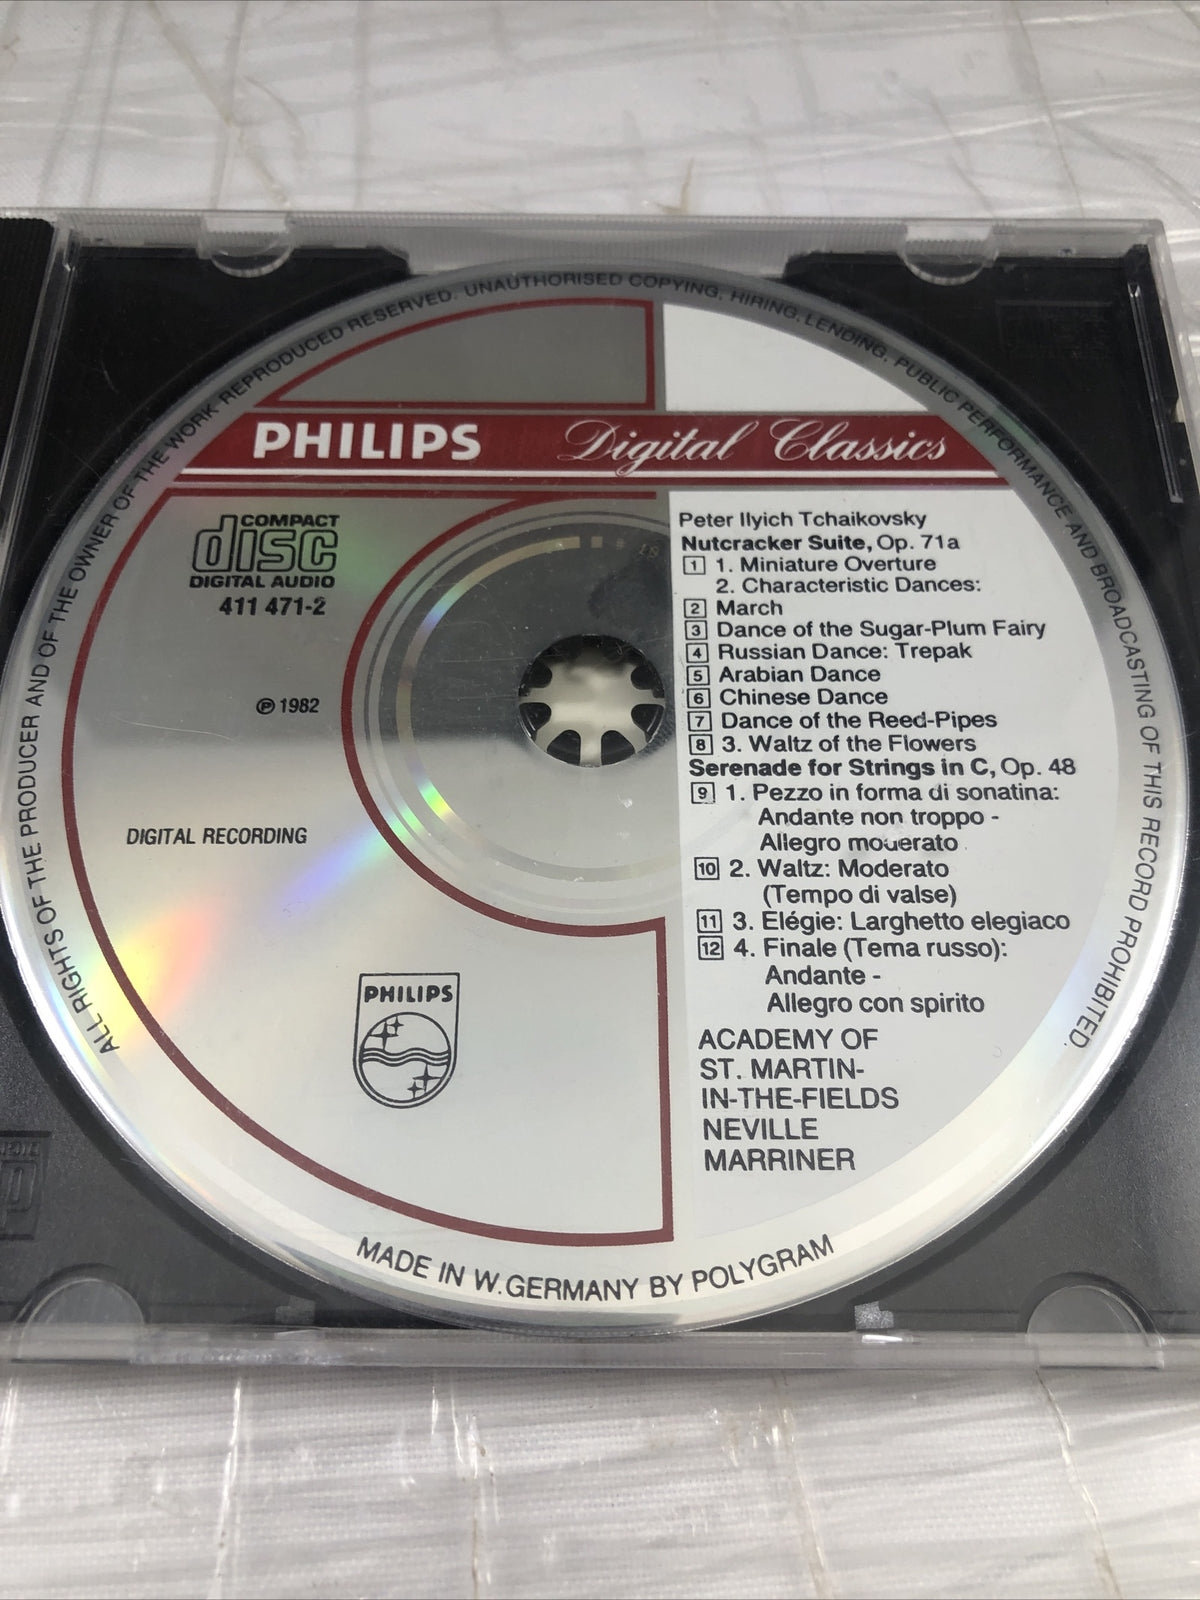 ALL RIGHTS OF THE PRODUCER AND OF THE OWNER OF THE WORK REPRODUCED RESERVED. UNAUTHORISED COPYING, HIRING, LENDING, PUBLIC PERFORMANCE AND BROADCASTING OF THIS RECORD PROHIBITED.
PHILIPS Digital Classics
COMPACT
disc
DIGITAL AUDIO
411 471-2
℗ 1982
DIGITAL RECORDING
PHILIPS
Peter Ilyich Tchaikovsky
Nutcracker Suite, Op. 71a
1 1. Miniature Overture
2. Characteristic Dances:
2 March
3 Dance of the Sugar-Plum Fairy
4 Russian Dance: Trepak
5 Arabian Dance
6 Chinese Dance
7 Dance of the Reed-Pipes
8 3. Waltz of the Flowers
Serenade for Strings in C, Op. 48
9 1. Pezzo in forma di sonatina:
Andante non troppo -
Allegro moderato
10 2. Waltz: Moderato
(Tempo di valse)
11 3. Elégie: Larghetto elegiaco
12 4. Finale (Tema russo):
Andante -
Allegro con spirito
ACADEMY OF
ST. MARTIN-
IN-THE-FIELDS
NEVILLE
MARRINER
MADE IN W.GERMANY BY POLYGRAM